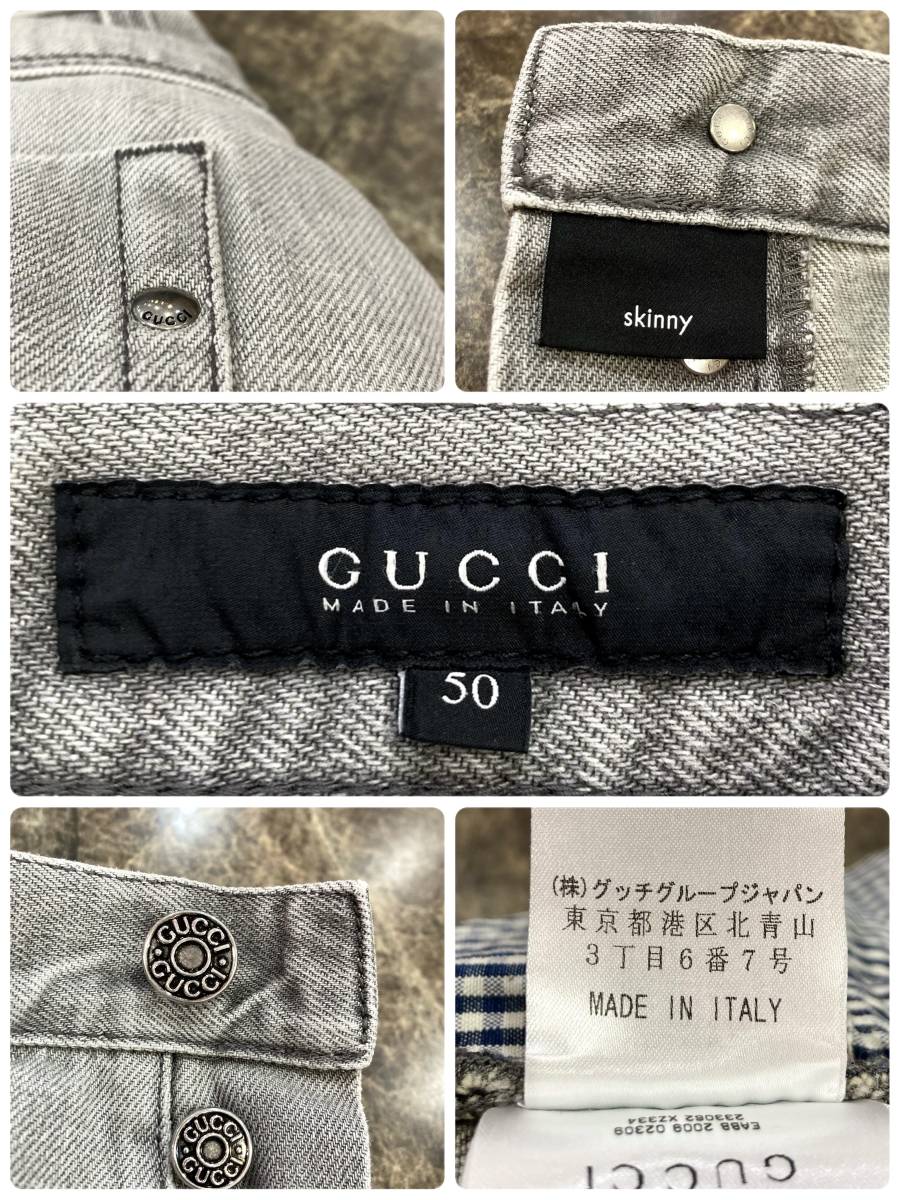 GUCCI
skinny
GUCCI
MADE IN ITALY
50
GUCCI
GUCCI
GUCCI
GUCCI
(株)グッチグループジャパン
東京都港区北青山
3丁目6番7号
MADE IN ITALY
233082 XZ334
EABB 2009 02309
GUCCI